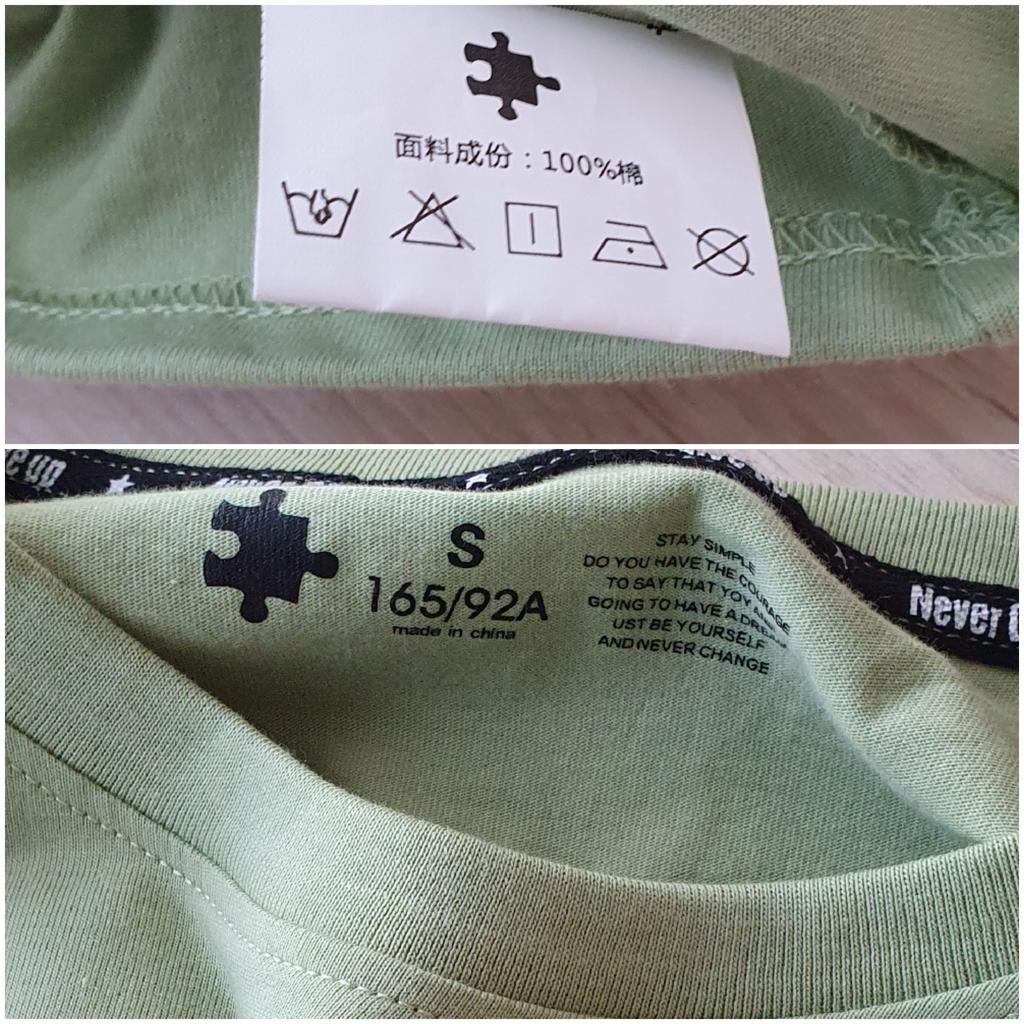 面料成份：100%棉
e up
S
165/92A
made in china
STAY SIMPLE
DO YOU HAVE THE COURAGE
TO SAY THAT YOY
GOING TO HAVE A DREAM
UST BE YOURSELF
AND NEVER CHANGE
Never